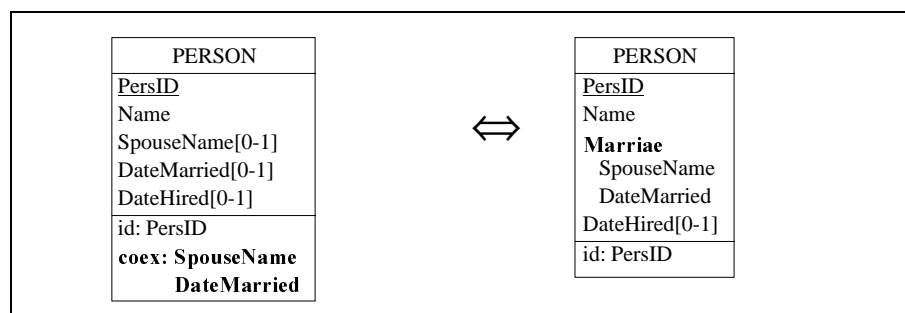 PERSON
PersID
Name
SpouseName[0-1]
DateMarried[0-1]
DateHired[0-1]
id: PersID
coex: SpouseName
DateMarried
⇔
PERSON
PersID
Name
Marriae
SpouseName
DateMarried
DateHired[0-1]
id: PersID